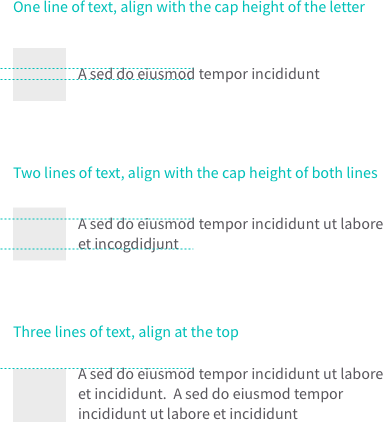 One line of text, align with the cap height of the letter
A sed do eiusmod tempor incididunt
Two lines of text, align with the cap height of both lines
A sed do eiusmod tempor incididunt ut labore
et incogdidjunt
Three lines of text, align at the top
A sed do eiusmod tempor incididunt ut labore
et incididunt.  A sed do eiusmod tempor
incididunt ut labore et incididunt